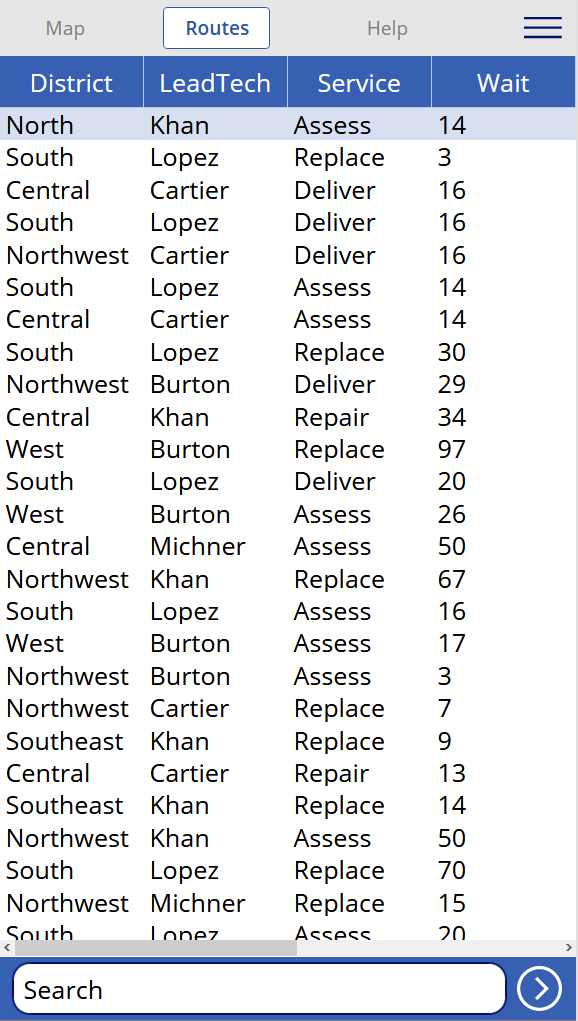 Map Routes Help
District LeadTech Service Wait
North Khan Assess 14
South Lopez Replace 3
Central Cartier Deliver 16
South Lopez Deliver 16
Northwest Cartier Deliver 16
South Lopez Assess 14
Central Cartier Assess 14
South Lopez Replace 30
Northwest Burton Deliver 29
Central Khan Repair 34
West Burton Replace 97
South Lopez Deliver 20
West Burton Assess 26
Central Michner Assess 50
Northwest Khan Replace 67
South Lopez Assess 16
West Burton Assess 17
Northwest Burton Assess 3
Northwest Cartier Replace 7
Southeast Khan Replace 9
Central Cartier Repair 13
Southeast Khan Replace 14
Northwest Khan Assess 50
South Lopez Replace 70
Northwest Michner Replace 15
South Lopez Assess 20
Search